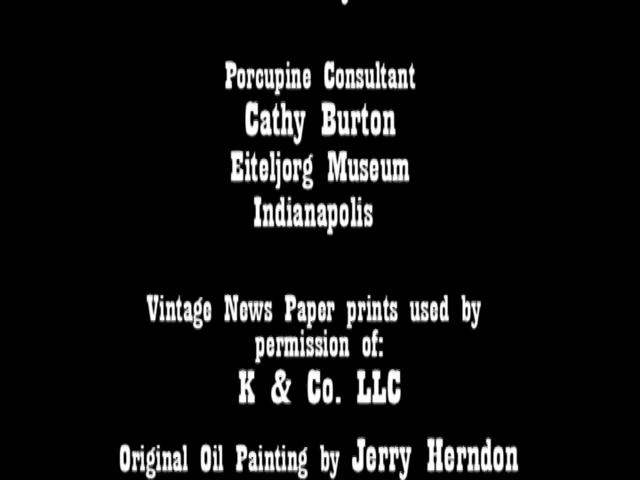 Porcupine Consultant
Cathy Burton
Eiteljorg Museum
Indianapolis
Vintage News Paper prints used by
permission of:
K & Co. LLC
Original Oil Painting by Jerry Herndon